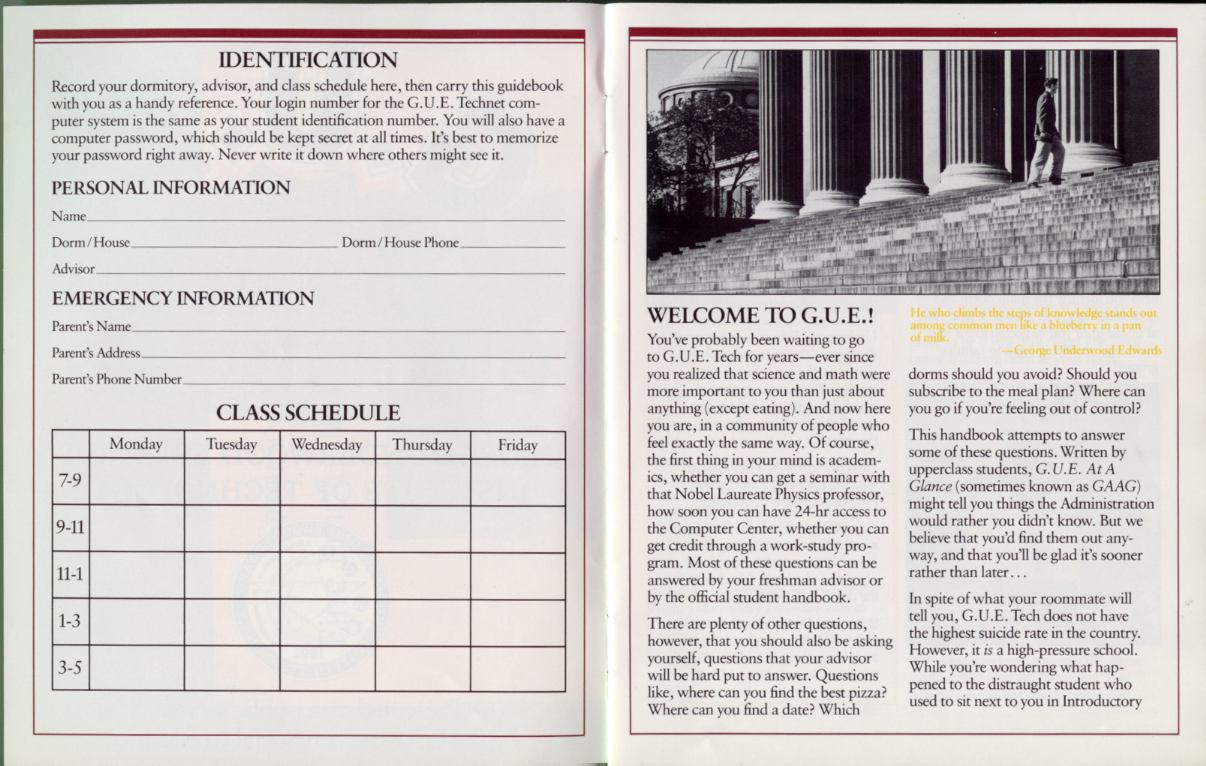 IDENTIFICATION
Record your dormitory, advisor, and class schedule here, then carry this guidebook
with you as a handy reference. Your login number for the G.U.E. Technet com-
puter system is the same as your student identification number. You will also have a
computer password, which should be kept secret at all times. It's best to memorize
your password right away. Never write it down where others might see it.
PERSONAL INFORMATION
Name
Dorm/House Dorm/House Phone
Advisor
EMERGENCY INFORMATION
Parent's Name
Parent's Address
Parent's Phone Number
CLASS SCHEDULE
Monday Tuesday Wednesday Thursday Friday
7-9
9-11
11-1
1-3
3-5
WELCOME TO G.U.E.!
You've probably been waiting to go
to G.U.E. Tech for years—ever since
you realized that science and math were
more important to you than just about
anything (except eating). And now here
you are, in a community of people who
feel exactly the same way. Of course,
the first thing in your mind is academ-
ics, whether you can get a seminar with
that Nobel Laureate Physics professor,
how soon you can have 24-hr access to
the Computer Center, whether you can
get credit through a work-study pro-
gram. Most of these questions can be
answered by your freshman advisor or
by the official student handbook.
There are plenty of other questions,
however, that you should also be asking
yourself, questions that your advisor
will be hard put to answer. Questions
like, where can you find the best pizza?
Where can you find a date? Which
He who climbs the steps of knowledge stands out
among common men like a blueberry in a pan
of milk.
—George Underwood Edwards
dorms should you avoid? Should you
subscribe to the meal plan? Where can
you go if you're feeling out of control?
This handbook attempts to answer
some of these questions. Written by
upperclass students, G.U.E. At A
Glance (sometimes known as GAAG)
might tell you things the Administration
would rather you didn't know. But we
believe that you'd find them out any-
way, and that you'll be glad it's sooner
rather than later...
In spite of what your roommate will
tell you, G.U.E. Tech does not have
the highest suicide rate in the country.
However, it is a high-pressure school.
While you're wondering what hap-
pened to the distraught student who
used to sit next to you in Introductory